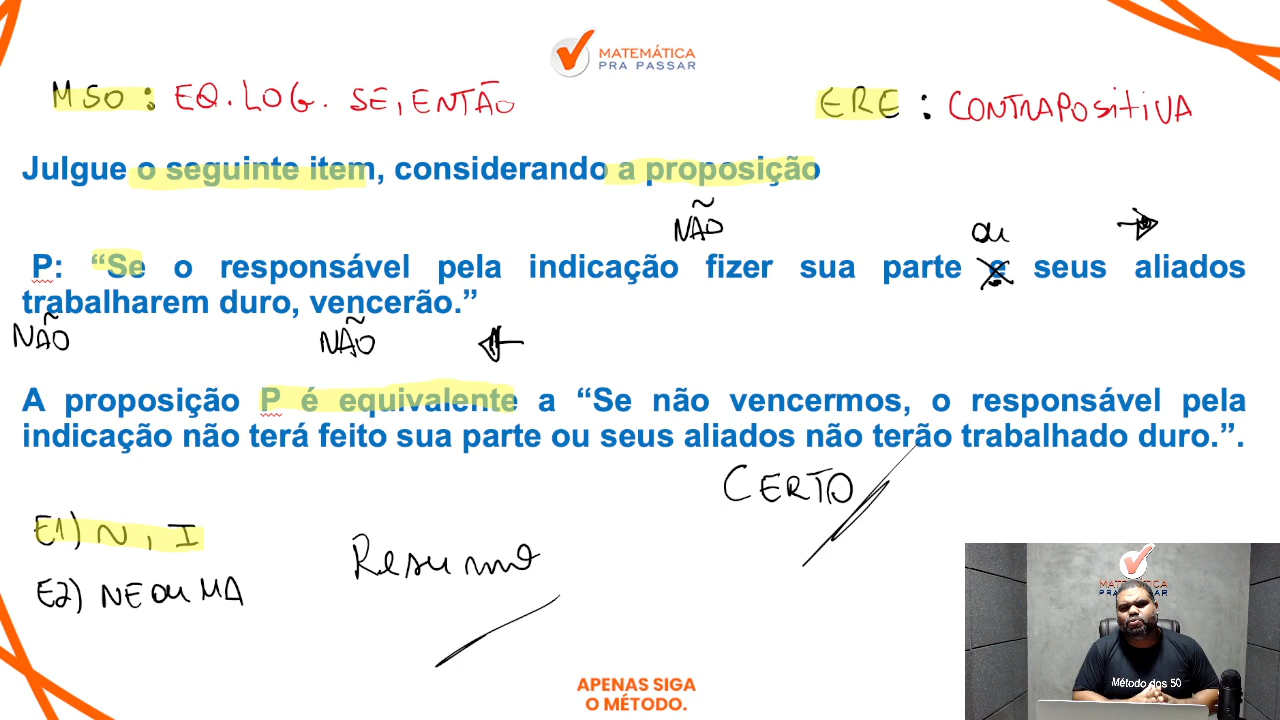 MATEMÁTICA
PRA PASSAR
MSO : EQ. LOG. SE, ENTÃO
ERE : CONTRAPOSITIVA
Julgue o seguinte item, considerando a proposição
NÃO ou
P: “Se o responsável pela indicação fizer sua parte e seus aliados
trabalharem duro, vencerão.”
NÃO NÃO
A proposição P é equivalente a “Se não vencermos, o responsável pela
indicação não terá feito sua parte ou seus aliados não terão trabalhado duro.”.
CERTO
E1) N, I
Resumo
E2) NE ou MA
MATEMÁTICA
PRA PASSAR
Método dos 50
APENAS SIGA
O MÉTODO.